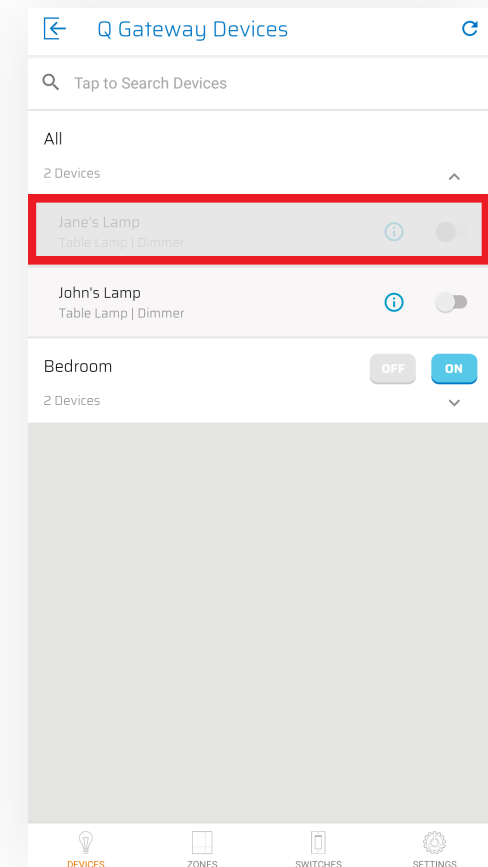 Q Gateway Devices
Tap to Search Devices
All
2 Devices
Jane's Lamp
Table Lamp | Dimmer
John's Lamp
Table Lamp | Dimmer
Bedroom
OFF ON
2 Devices
DEVICES ZONES SWITCHES SETTINGS